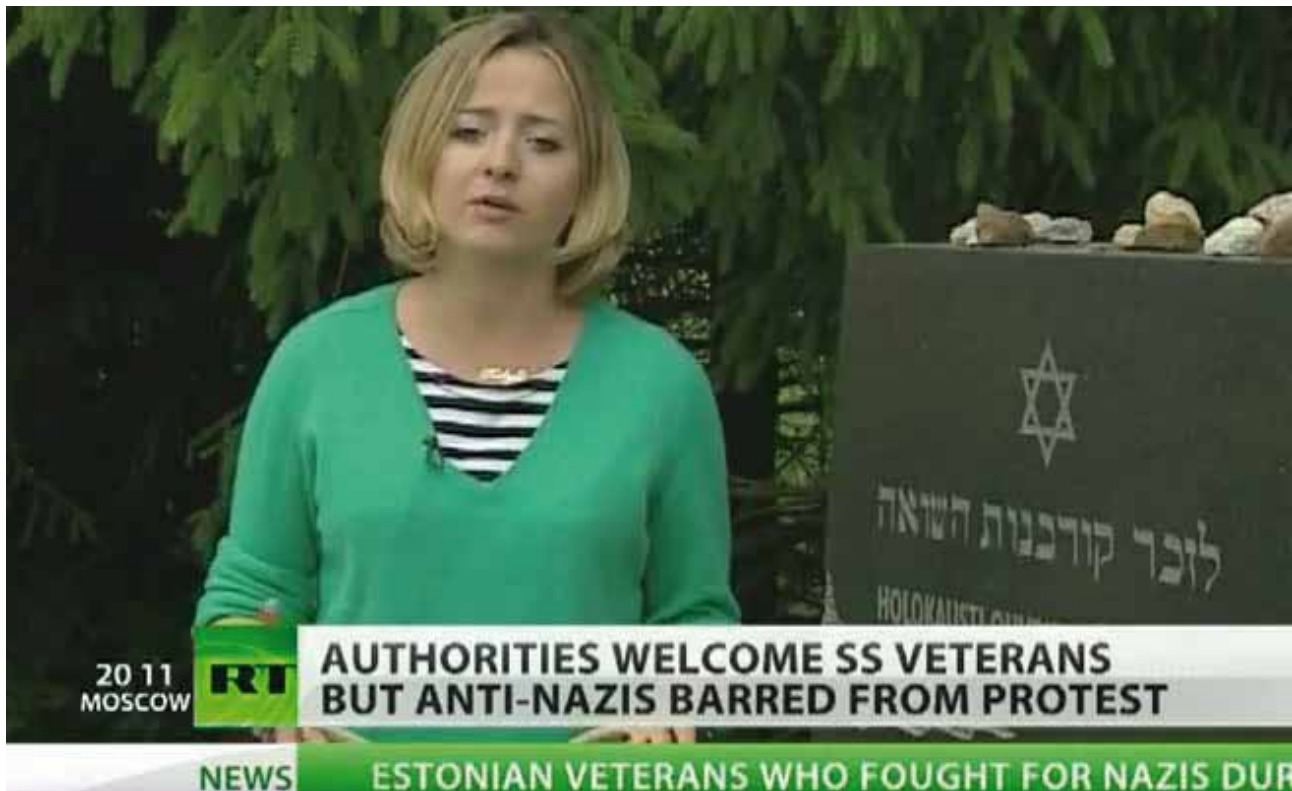 לזכר קורבנות השואה
HOLOKAUSTI
20 11
MOSCOW
RT
AUTHORITIES WELCOME SS VETERANS
BUT ANTI-NAZIS BARRED FROM PROTEST
NEWS
ESTONIAN VETERANS WHO FOUGHT FOR NAZIS DUR